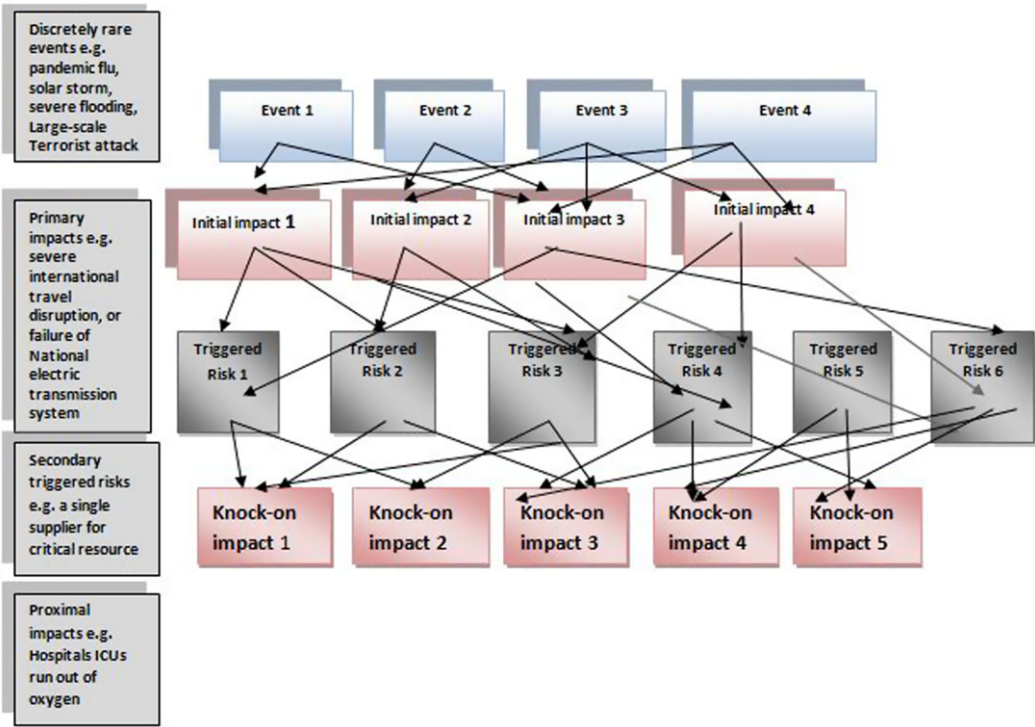 Discretely rare
events e.g.
pandemic flu,
solar storm,
severe flooding,
Large-scale
Terrorist attack
Event 1
Event 2
Event 3
Event 4
Primary
impacts e.g.
severe
international
travel
disruption, or
failure of
National
electric
transmission
system
Initial impact 1
Initial impact 2
Initial impact 3
Initial impact 4
Triggered
Risk 1
Triggered
Risk 2
Triggered
Risk 3
Triggered
Risk 4
Triggered
Risk 5
Triggered
Risk 6
Secondary
triggered risks
e.g. a single
supplier for
critical resource
Knock-on
impact 1
Knock-on
impact 2
Knock-on
impact 3
Knock-on
impact 4
Knock-on
impact 5
Proximal
impacts e.g.
Hospitals ICUs
run out of
oxygen